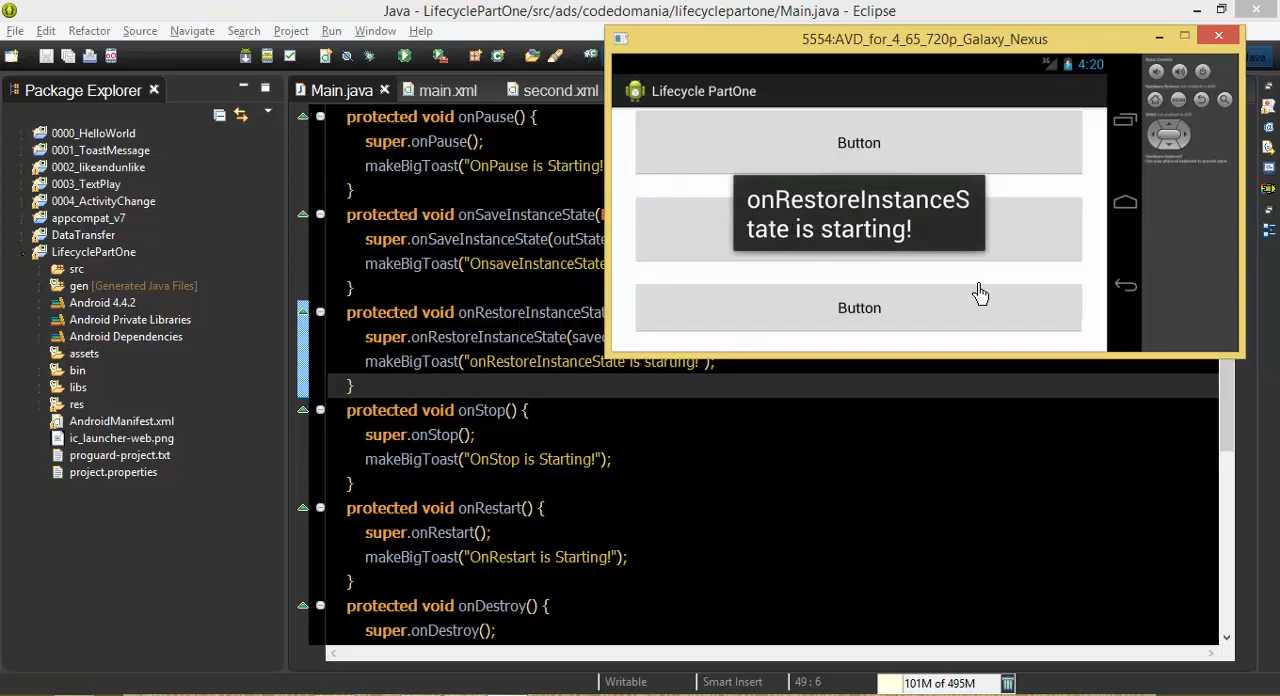 Java - LifecyclePartOne/src/ads/codedomania/lifecyclepartone/Main.java - Eclipse
File Edit Refactor Source Navigate Search Project Run Window Help
Package Explorer
0000_HelloWorld
0001_ToastMessage
0002_likeandunlike
0003_TextPlay
0004_ActivityChange
appcompat_v7
DataTransfer
LifecyclePartOne
src
gen [Generated Java Files]
Android 4.4.2
Android Private Libraries
Android Dependencies
assets
bin
libs
res
AndroidManifest.xml
ic_launcher-web.png
proguard-project.txt
project.properties
Main.java main.xml second.xml
protected void onPause() {
super.onPause();
makeBigToast("OnPause is Starting!
}
protected void onSaveInstanceState(
super.onSaveInstanceState(outState
makeBigToast("OnsaveInstanceState
}
protected void onRestoreInstanceStat
super.onRestoreInstanceState(saved
makeBigToast("onRestoreInstanceState is starting!");
}
protected void onStop() {
super.onStop();
makeBigToast("OnStop is Starting!");
}
protected void onRestart() {
super.onRestart();
makeBigToast("OnRestart is Starting!");
}
protected void onDestroy() {
super.onDestroy();
5554:AVD_for_4_65_720p_Galaxy_Nexus
3G 4:20
Lifecycle PartOne
Button
onRestoreInstanceS
tate is starting!
Button
MENU
Java
Writable Smart Insert 49 : 6 101M of 495M